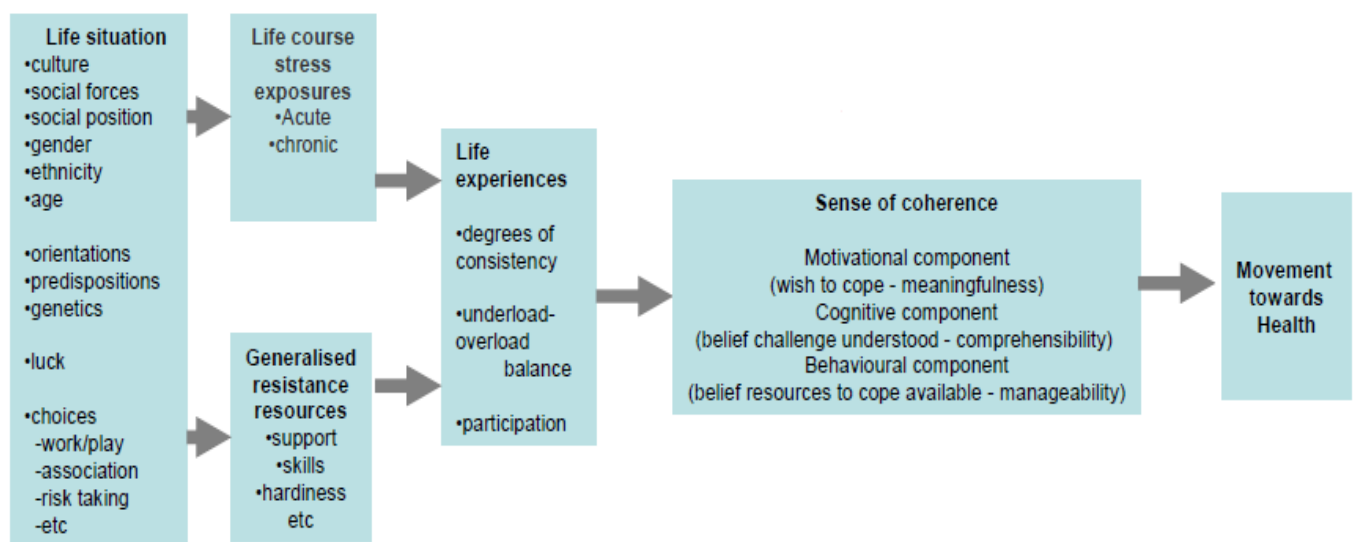 Life situation
•culture
•social forces
•social position
•gender
•ethnicity
•age
•orientations
•predispositions
•genetics
•luck
•choices
-work/play
-association
-risk taking
-etc
Life course
stress
exposures
•Acute
•chronic
Generalised
resistance
resources
•support
•skills
•hardiness
etc
Life
experiences
•degrees of
consistency
•underload-
overload
balance
•participation
Sense of coherence
Motivational component
(wish to cope - meaningfulness)
Cognitive component
(belief challenge understood - comprehensibility)
Behavioural component
(belief resources to cope available - manageability)
Movement
towards
Health